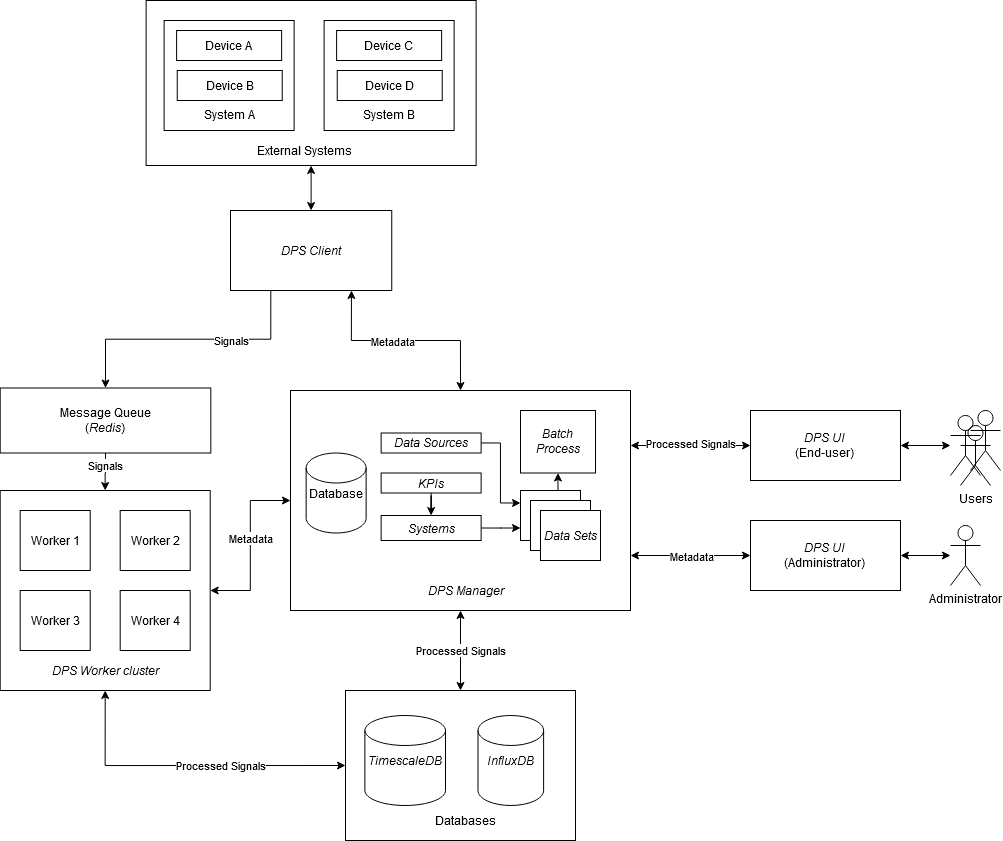 Device A
Device B
System A
Device C
Device D
System B
External Systems
DPS Client
Signals
Metadata
Message Queue
(Redis)
Signals
Worker 1
Worker 2
Worker 3
Worker 4
DPS Worker cluster
Metadata
Database
Data Sources
KPIs
Systems
Batch
Process
Data Sets
DPS Manager
Processed Signals
DPS UI
(End-user)
Users
Metadata
DPS UI
(Administrator)
Administrator
Processed Signals
Processed Signals
TimescaleDB
InfluxDB
Databases